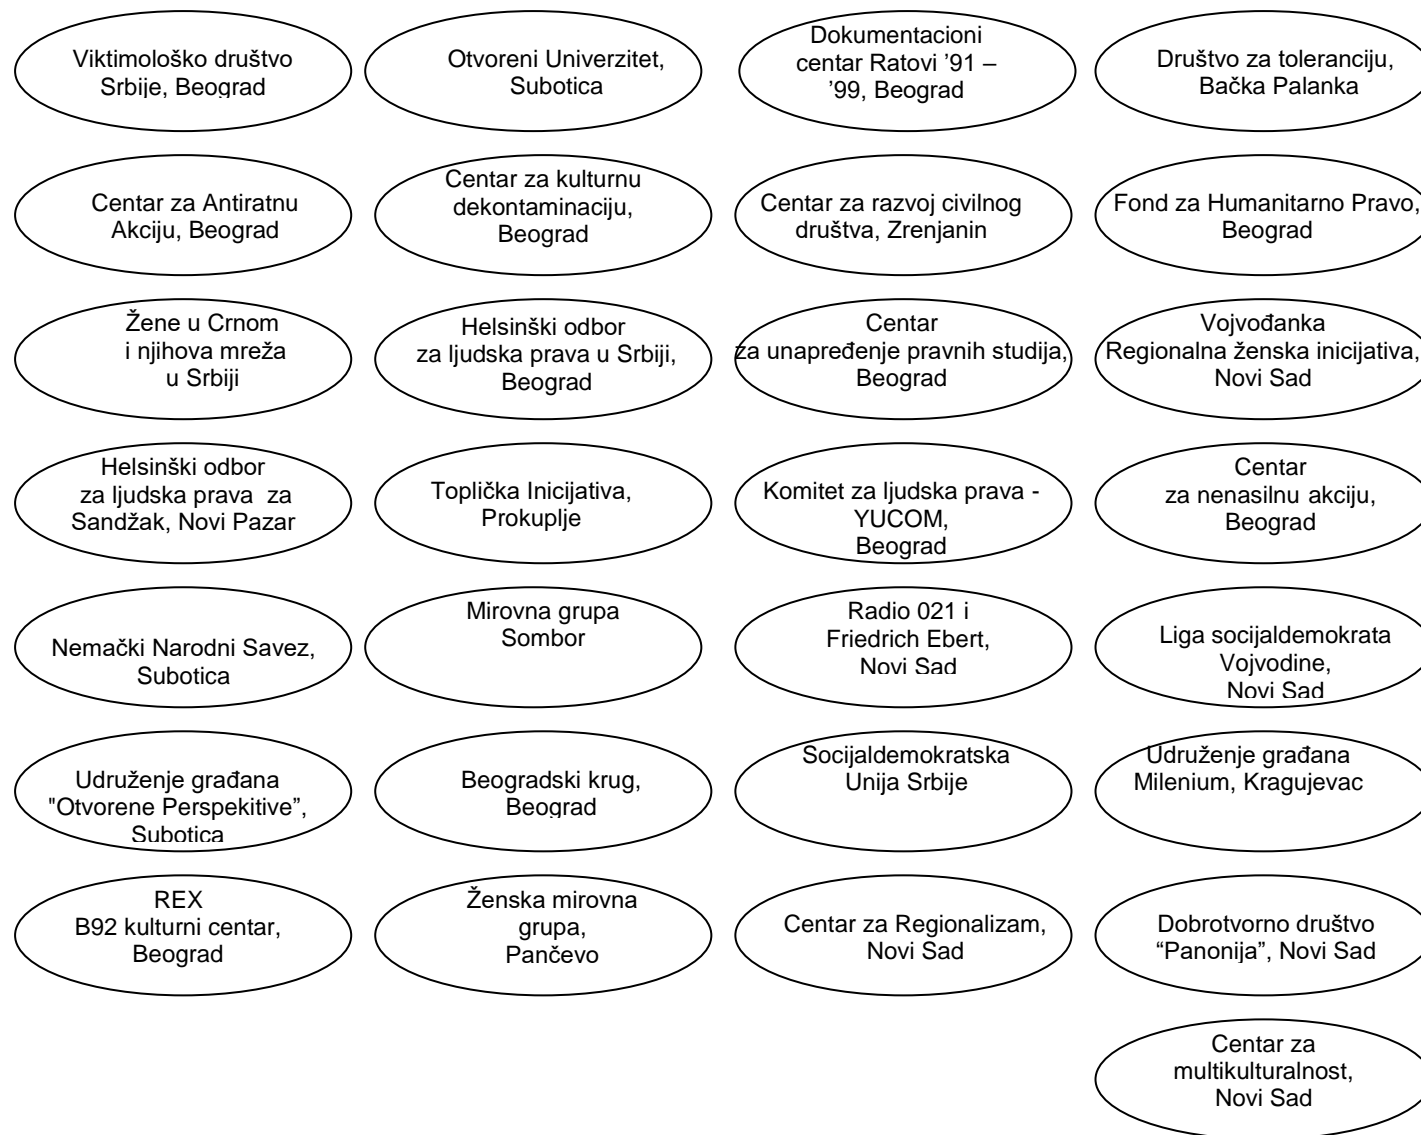 Viktimološko društvo
Srbije, Beograd
Otvoreni Univerzitet,
Subotica
Dokumentacioni
centar Ratovi ’91 –
’99, Beograd
Društvo za toleranciju,
Bačka Palanka
Centar za Antiratnu
Akciju, Beograd
Centar za kulturnu
dekontaminaciju,
Beograd
Centar za razvoj civilnog
društva, Zrenjanin
Fond za Humanitarno Pravo,
Beograd
Žene u Crnom
i njihova mreža
u Srbiji
Helsinški odbor
za ljudska prava u Srbiji,
Beograd
Centar
za unapređenje pravnih studija,
Beograd
Vojvođanka
Regionalna ženska inicijativa,
Novi Sad
Helsinški odbor
za ljudska prava za
Sandžak, Novi Pazar
Toplička Inicijativa,
Prokuplje
Komitet za ljudska prava -
YUCOM,
Beograd
Centar
za nenasilnu akciju,
Beograd
Nemački Narodni Savez,
Subotica
Mirovna grupa
Sombor
Radio 021 i
Friedrich Ebert,
Novi Sad
Liga socijaldemokrata
Vojvodine,
Novi Sad
Udruženje građana
"Otvorene Perspekitive”,
Subotica
Beogradski krug,
Beograd
Socijaldemokratska
Unija Srbije
Udruženje građana
Milenium, Kragujevac
REX
B92 kulturni centar,
Beograd
Ženska mirovna
grupa,
Pančevo
Centar za Regionalizam,
Novi Sad
Dobrotvorno društvo
“Panonija”, Novi Sad
Centar za
multikulturalnost,
Novi Sad